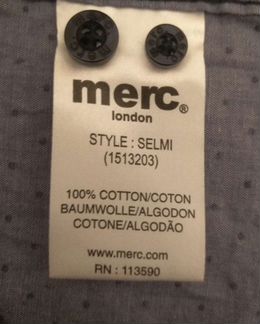 merc®
london
STYLE : SELMI
(1513203)
100% COTTON/COTON
BAUMWOLLE/ALGODON
COTONE/ALGODÃO
www.merc.com
RN : 113590